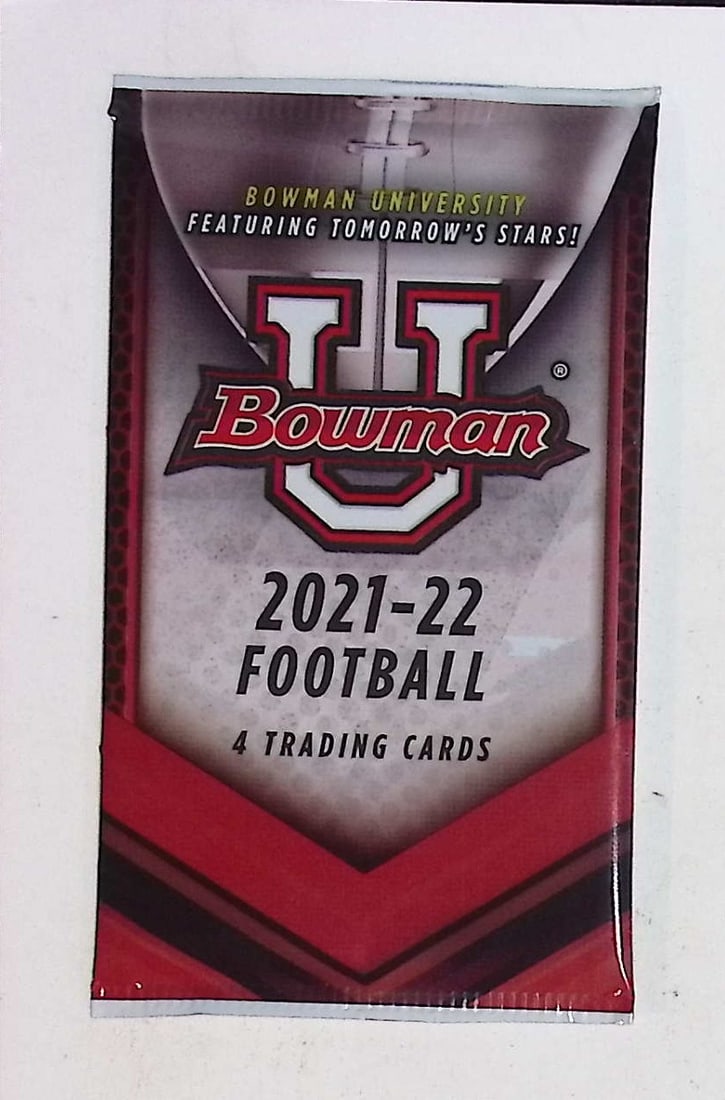 BOWMAN UNIVERSITY
FEATURING TOMORROW'S STARS!
U
Bowman®
2021-22
FOOTBALL
4 TRADING CARDS